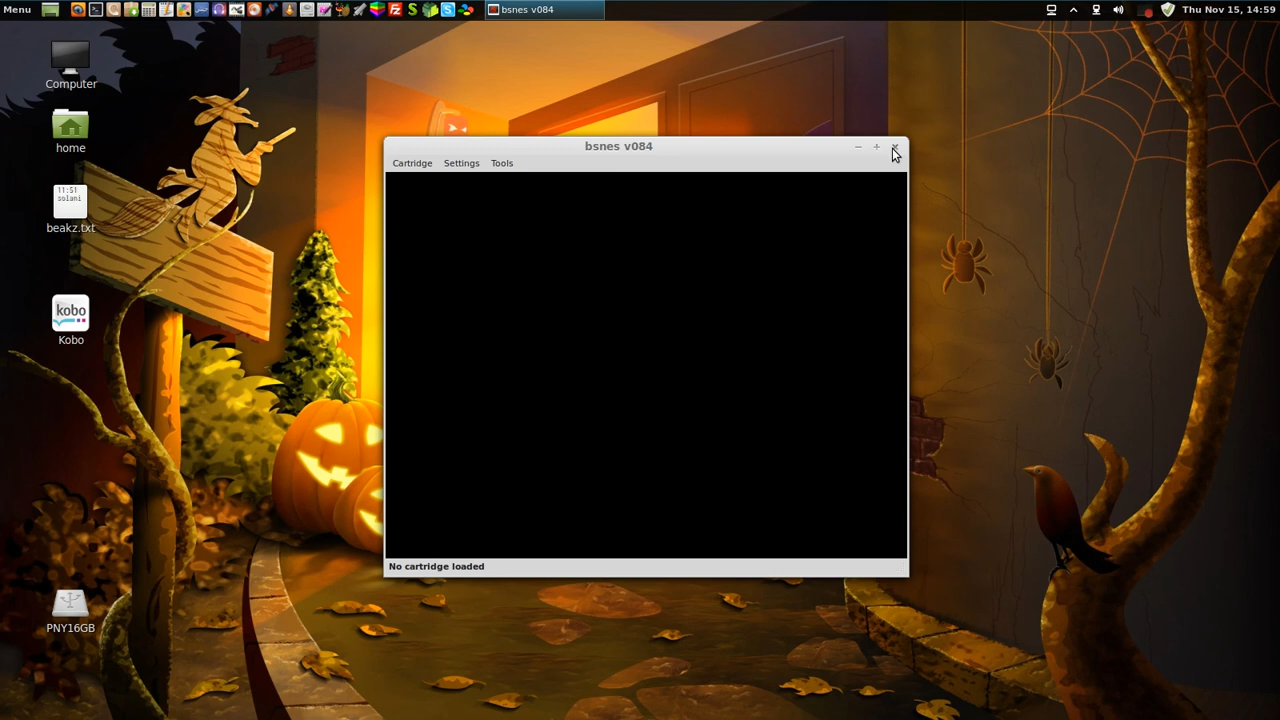 Menu
bsnes v084
Thu Nov 15, 14:59
Computer
home
11:51
solani
beakz.txt
kobo
Kobo
PNY16GB
bsnes v084
Cartridge Settings Tools
No cartridge loaded